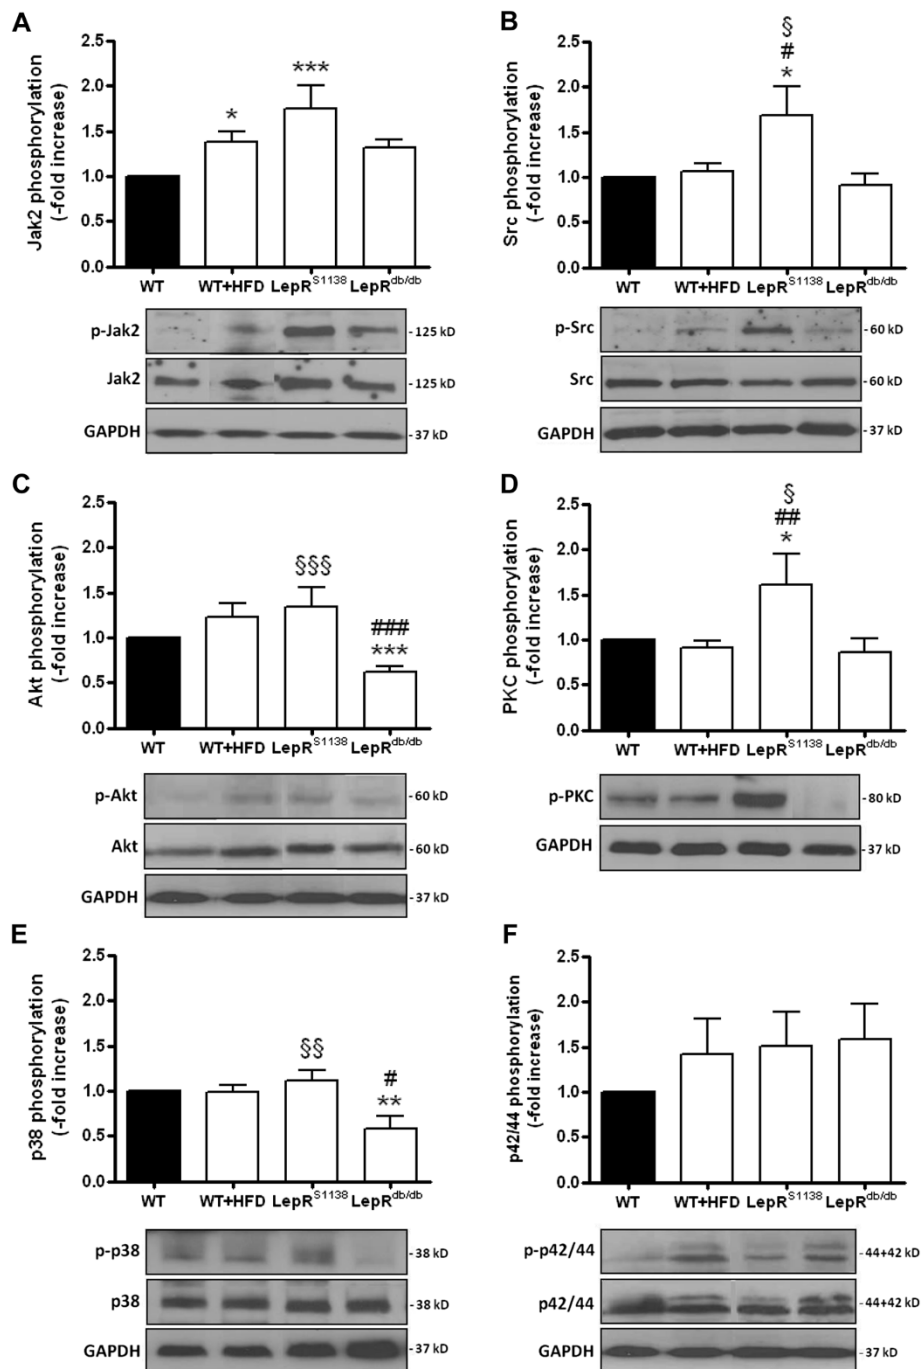 A
Jak2 phosphorylation
(-fold increase)
2.5
2.0
1.5
1.0
0.5
0.0
*
***
WT WT+HFD LepR^S1138 LepR^db/db
p-Jak2 - 125 kD
Jak2 - 125 kD
GAPDH - 37 kD
B
Src phosphorylation
(-fold increase)
2.5
2.0
1.5
1.0
0.5
0.0
§
#
*
WT WT+HFD LepR^S1138 LepR^db/db
p-Src - 60 kD
Src - 60 kD
GAPDH - 37 kD
C
Akt phosphorylation
(-fold increase)
2.5
2.0
1.5
1.0
0.5
0.0
§§§
###
***
WT WT+HFD LepR^S1138 LepR^db/db
p-Akt - 60 kD
Akt - 60 kD
GAPDH - 37 kD
D
PKC phosphorylation
(-fold increase)
2.5
2.0
1.5
1.0
0.5
0.0
§
##
*
WT WT+HFD LepR^S1138 LepR^db/db
p-PKC - 80 kD
GAPDH - 37 kD
E
p38 phosphorylation
(-fold increase)
2.5
2.0
1.5
1.0
0.5
0.0
§§
#
**
WT WT+HFD LepR^S1138 LepR^db/db
p-p38 - 38 kD
p38 - 38 kD
GAPDH - 37 kD
F
p42/44 phosphorylation
(-fold increase)
2.5
2.0
1.5
1.0
0.5
0.0
WT WT+HFD LepR^S1138 LepR^db/db
p-p42/44 - 44+42 kD
p42/44 - 44+42 kD
GAPDH - 37 kD